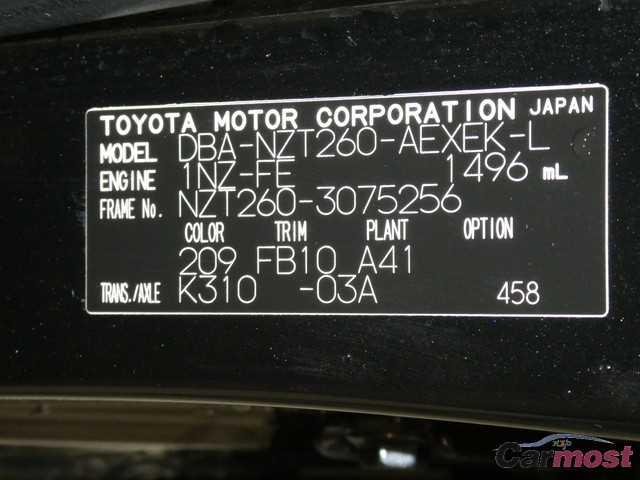 TOYOTA MOTOR CORPORATION JAPAN
MODEL DBA-NZT260-AEXEK-L
ENGINE 1NZ-FE 1496 mL
FRAME No. NZT260-3075256
COLOR TRIM PLANT OPTION
209 FB10 A41
TRANS./AXLE K310 -03A 458
Carmost